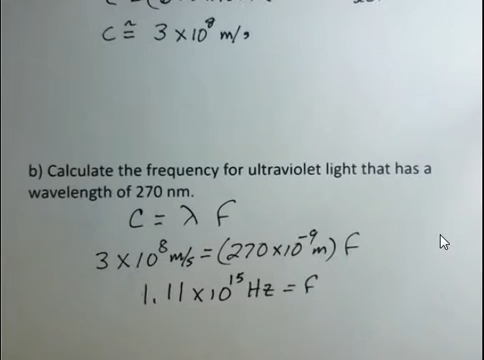 C ≅ 3 x 10⁸ m/s
b) Calculate the frequency for ultraviolet light that has a
wavelength of 270 nm.
C = λ F
3 x 10⁸ m/s = (270 x 10⁻⁹ m) F
1.11 x 10¹⁵ Hz = F